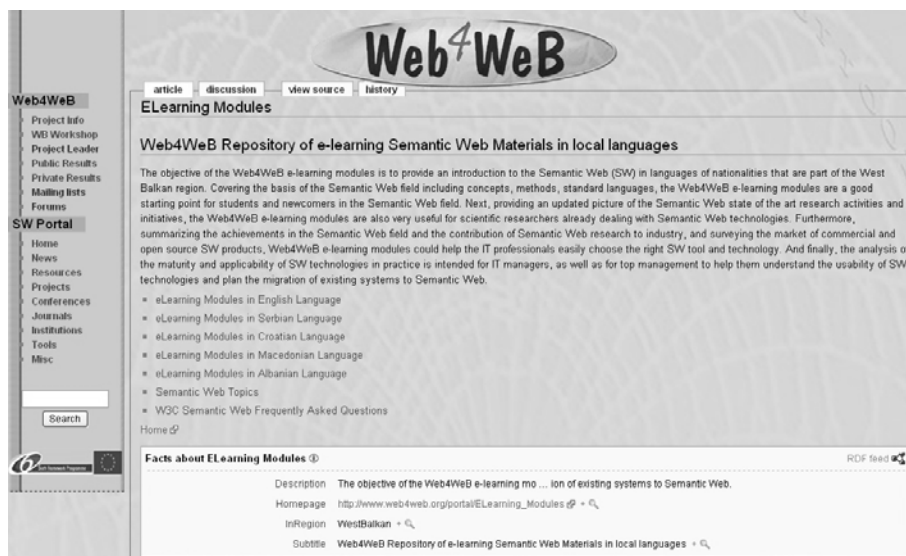 Web4WeB
article discussion view source history
Web4WeB
Project Info
WB Workshop
Project Leader
Public Results
Private Results
Mailing lists
Forums
SW Portal
Home
News
Resources
Projects
Conferences
Journals
Institutions
Tools
Misc
Search
ELearning Modules
Web4WeB Repository of e-learning Semantic Web Materials in local languages
The objective of the Web4WeB e-learning modules is to provide an introduction to the Semantic Web (SW) in languages of nationalities that are part of the West
Balkan region. Covering the basis of the Semantic Web field including concepts, methods, standard languages, the Web4WeB e-learning modules are a good
starting point for students and newcomers in the Semantic Web field. Next, providing an updated picture of the Semantic Web state of the art research activities and
initiatives, the Web4WeB e-learning modules are also very useful for scientific researchers already dealing with Semantic Web technologies. Furthermore,
summarizing the achievements in the Semantic Web field and the contribution of Semantic Web research to industry, and surveying the market of commercial and
open source SW products, Web4WeB e-learning modules could help the IT professionals easily choose the right SW tool and technology. And finally, the analysis o
the maturity and applicability of SW technologies in practice is intended for IT managers, as well as for top management to help them understand the usability of SW
technologies and plan the migration of existing systems to Semantic Web.
eLearning Modules in English Language
eLearning Modules in Serbian Language
eLearning Modules in Croatian Language
eLearning Modules in Macedonian Language
eLearning Modules in Albanian Language
Semantic Web Topics
W3C Semantic Web Frequently Asked Questions
Home
Facts about ELearning Modules RDF feed
Description The objective of the Web4WeB e-learning mo ... ion of existing systems to Semantic Web.
Homepage http://www.web4web.org/portal/ELearning_Modules +
InRegion WestBalkan +
Subtitle Web4WeB Repository of e-learning Semantic Web Materials in local languages +